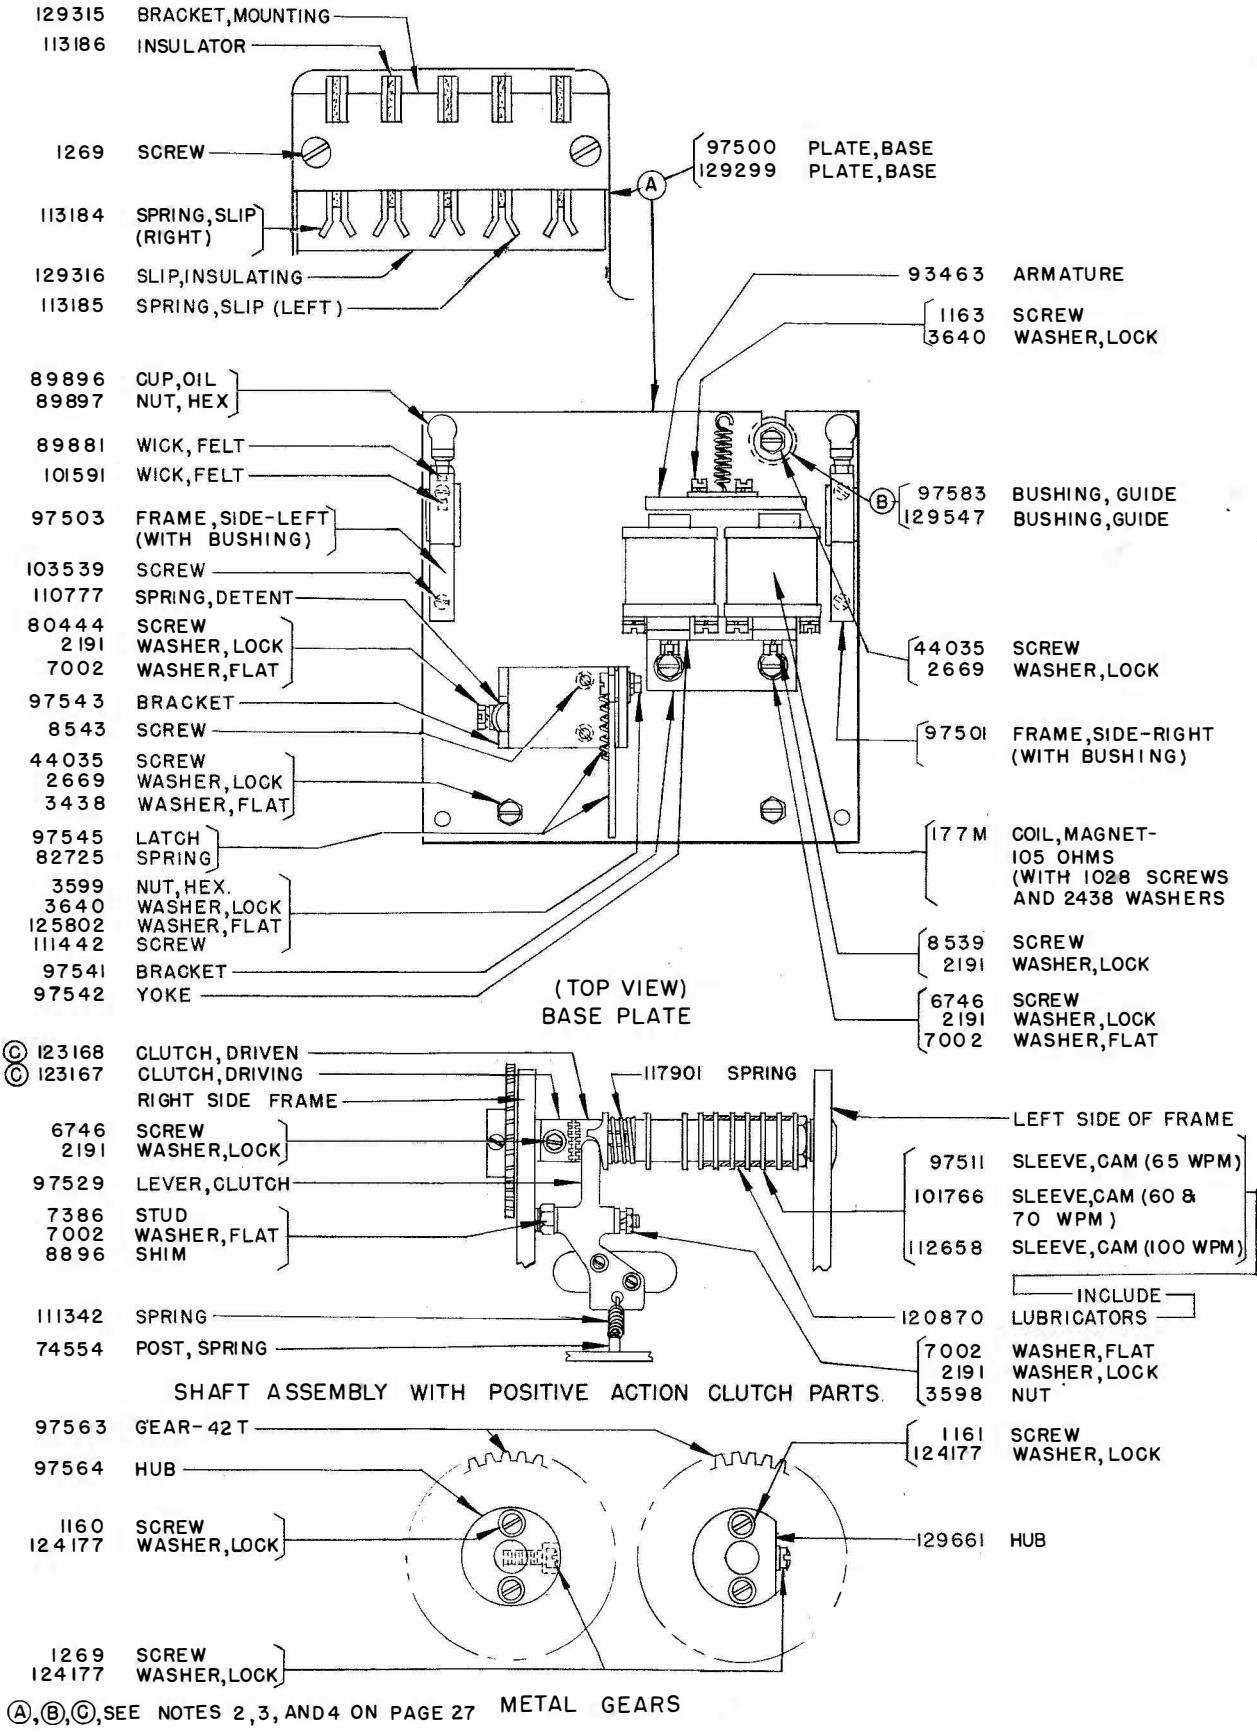 129315 BRACKET,MOUNTING
113186 INSULATOR
1269 SCREW
97500 PLATE,BASE
129299 PLATE,BASE
A
113184 SPRING,SLIP
(RIGHT)
129316 SLIP,INSULATING
113185 SPRING,SLIP (LEFT)
93463 ARMATURE
1163 SCREW
3640 WASHER,LOCK
89896 CUP,OIL
89897 NUT,HEX
89881 WICK,FELT
101591 WICK,FELT
97503 FRAME,SIDE-LEFT
(WITH BUSHING)
B
97583 BUSHING,GUIDE
129547 BUSHING,GUIDE
103539 SCREW
110777 SPRING,DETENT
80444 SCREW
2191 WASHER,LOCK
7002 WASHER,FLAT
44035 SCREW
2669 WASHER,LOCK
97543 BRACKET
8543 SCREW
97501 FRAME,SIDE-RIGHT
(WITH BUSHING)
44035 SCREW
2669 WASHER,LOCK
3438 WASHER,FLAT
97545 LATCH
82725 SPRING
177M COIL,MAGNET-
105 OHMS
(WITH 1028 SCREWS
AND 2438 WASHERS
3599 NUT,HEX.
3640 WASHER,LOCK
125802 WASHER,FLAT
111442 SCREW
8539 SCREW
2191 WASHER,LOCK
97541 BRACKET
97542 YOKE
(TOP VIEW)
BASE PLATE
6746 SCREW
2191 WASHER,LOCK
7002 WASHER,FLAT
C 123168 CLUTCH,DRIVEN
C 123167 CLUTCH,DRIVING
RIGHT SIDE FRAME
117901 SPRING
LEFT SIDE OF FRAME
6746 SCREW
2191 WASHER,LOCK
97529 LEVER,CLUTCH
7386 STUD
7002 WASHER,FLAT
8896 SHIM
97511 SLEEVE,CAM (65 WPM)
101766 SLEEVE,CAM (60 &
70 WPM)
112658 SLEEVE,CAM (100 WPM)
INCLUDE
120870 LUBRICATORS
111342 SPRING
74554 POST,SPRING
7002 WASHER,FLAT
2191 WASHER,LOCK
3598 NUT
SHAFT ASSEMBLY WITH POSITIVE ACTION CLUTCH PARTS.
97563 GEAR-42T
97564 HUB
1161 SCREW
124177 WASHER,LOCK
1160 SCREW
124177 WASHER,LOCK
129661 HUB
1269 SCREW
124177 WASHER,LOCK
A,B,C,SEE NOTES 2,3,AND4 ON PAGE 27
METAL GEARS